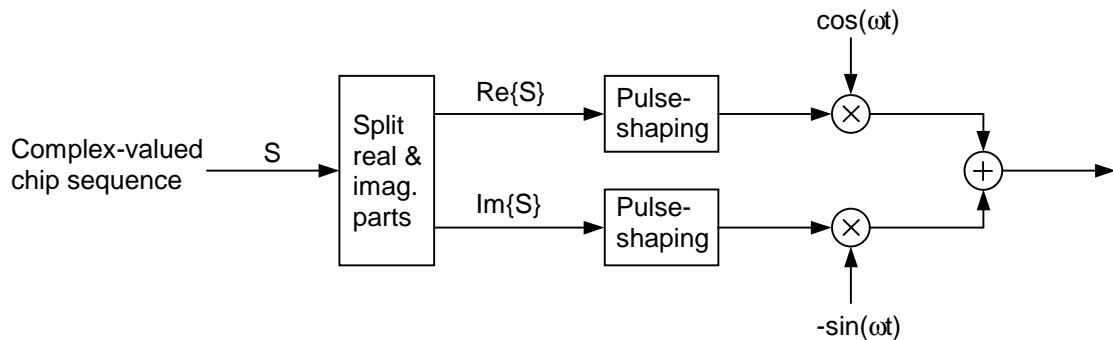 cos(ωt)
Complex-valued
chip sequence
S
Split
real &
imag.
parts
Re{S}
Pulse-
shaping
Im{S}
Pulse-
shaping
-sin(ωt)